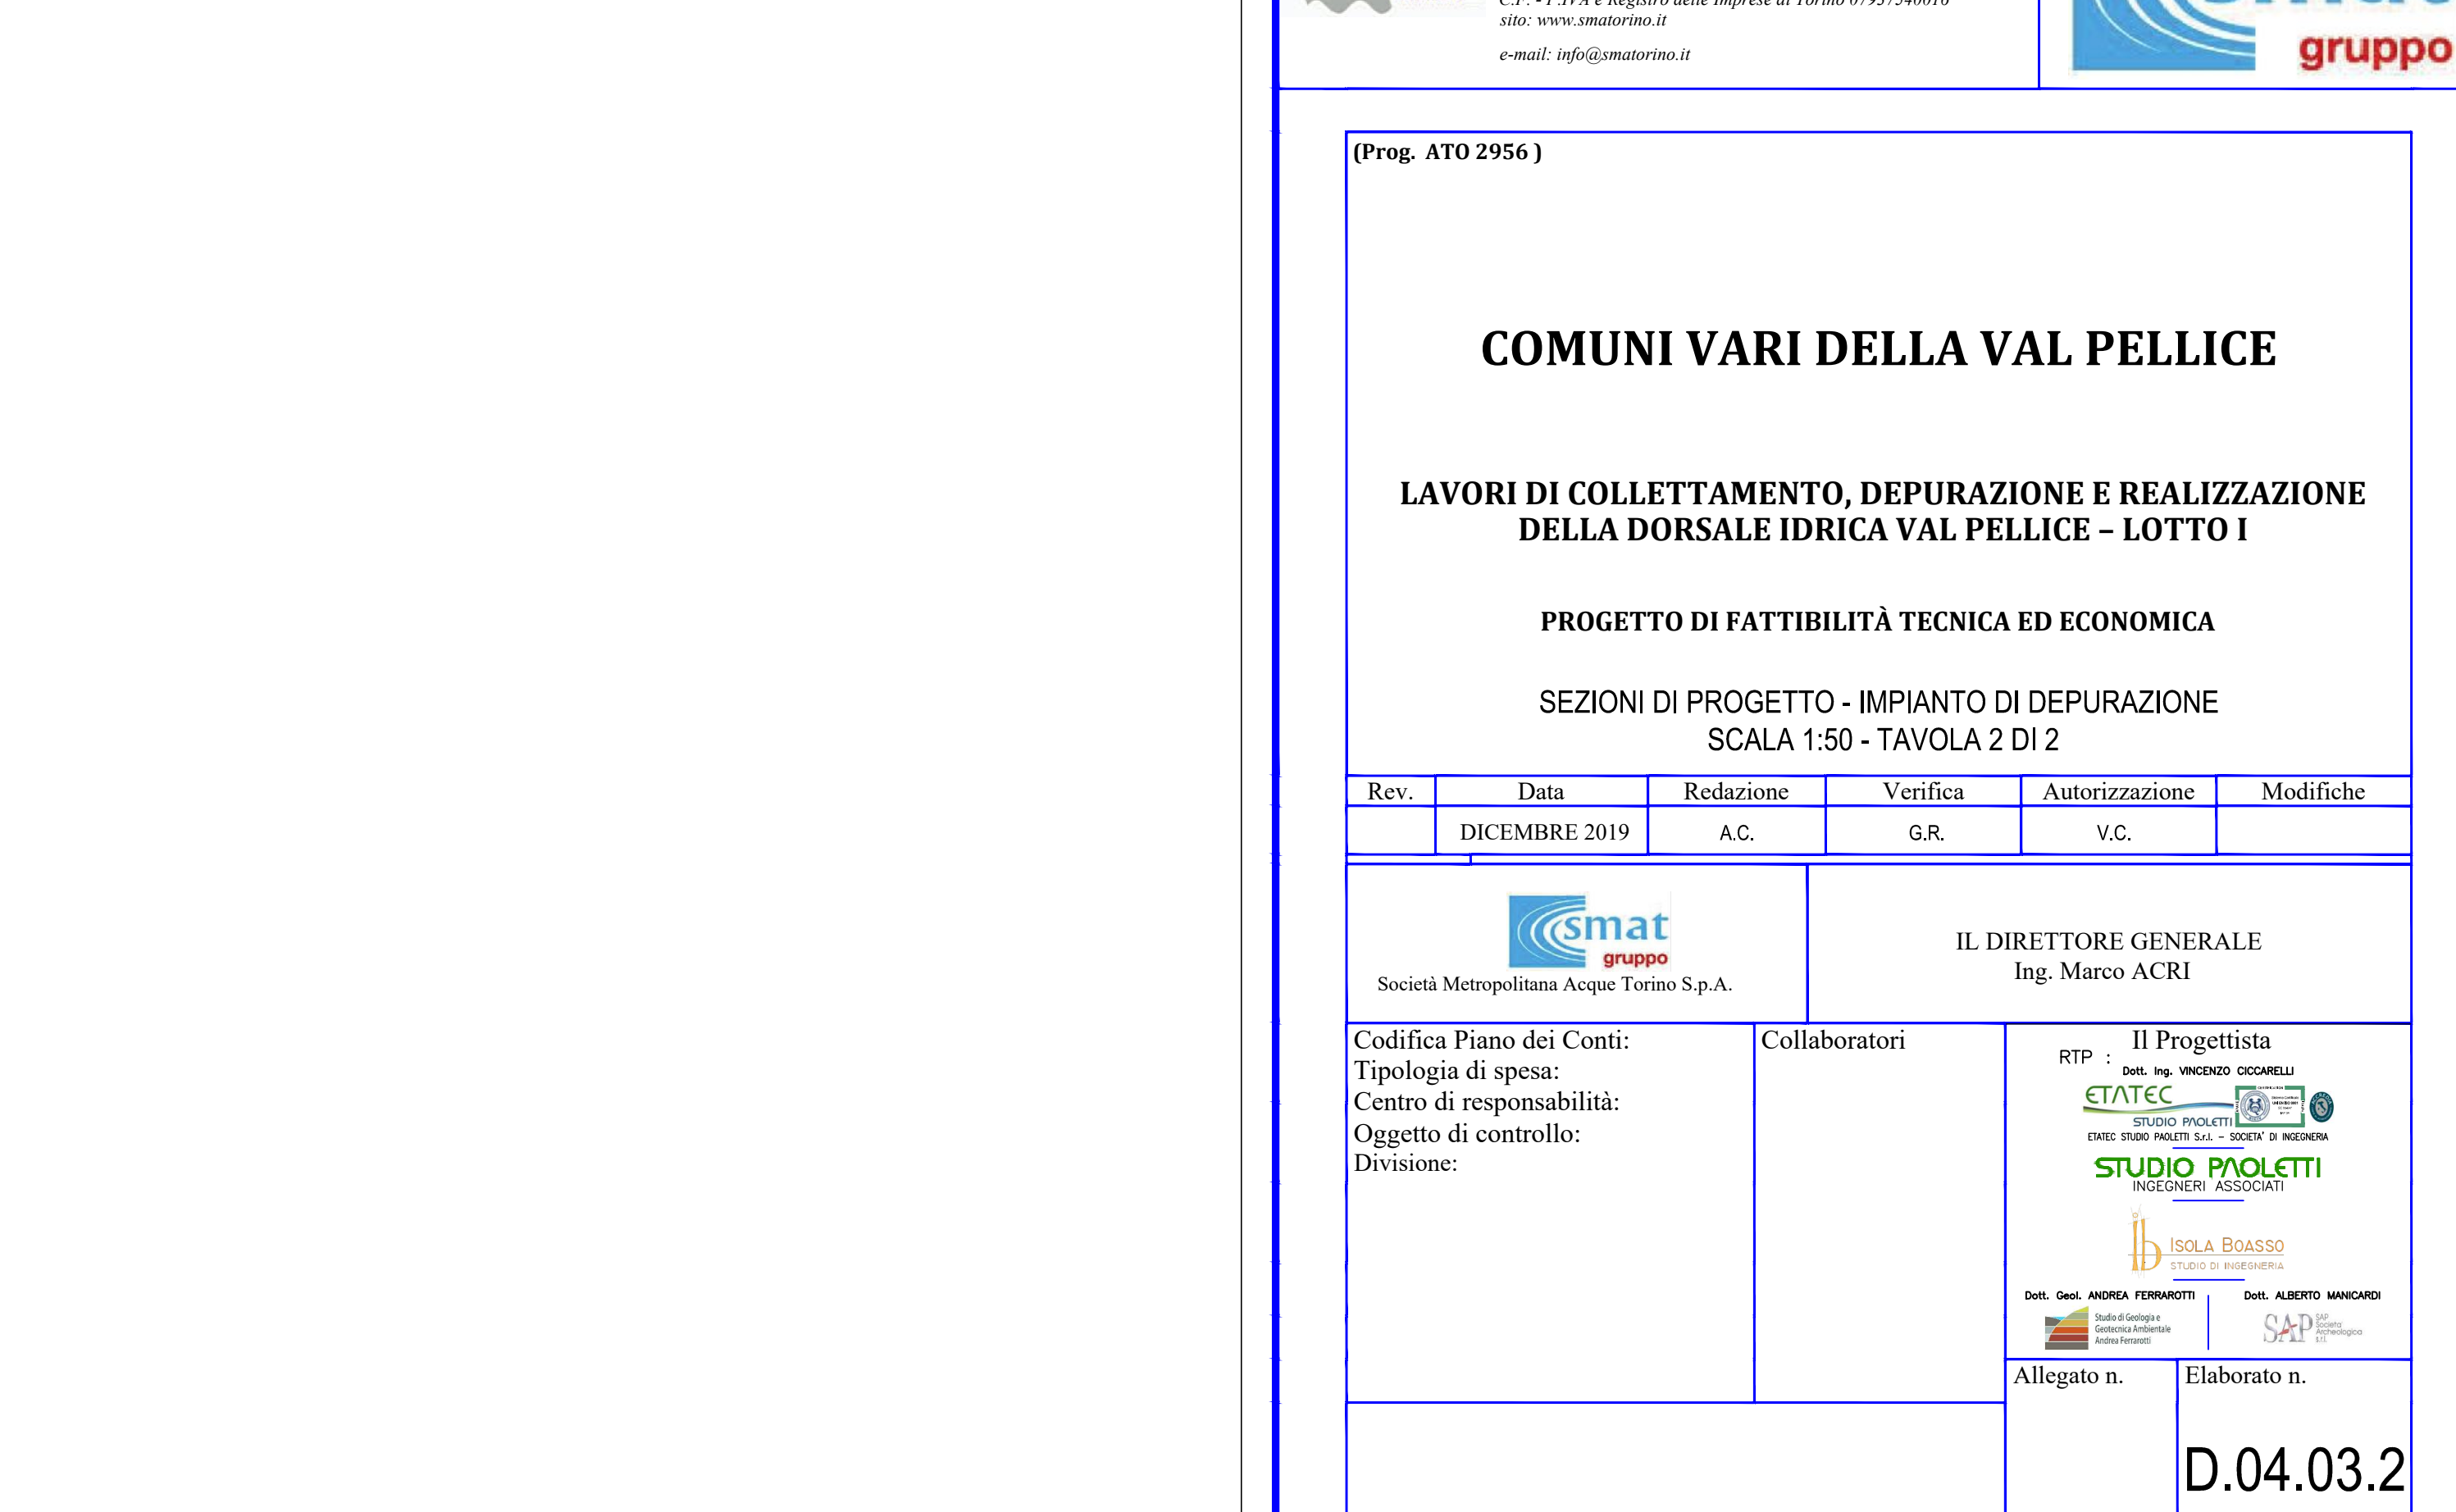 sito: www.smatorino.it
e-mail: info@smatorino.it
gruppo
(Prog. ATO 2956 )
COMUNI VARI DELLA VAL PELLICE
LAVORI DI COLLETTAMENTO, DEPURAZIONE E REALIZZAZIONE
DELLA DORSALE IDRICA VAL PELLICE – LOTTO I
PROGETTO DI FATTIBILITÀ TECNICA ED ECONOMICA
SEZIONI DI PROGETTO - IMPIANTO DI DEPURAZIONE
SCALA 1:50 - TAVOLA 2 DI 2
Rev. Data Redazione Verifica Autorizzazione Modifiche
DICEMBRE 2019 A.C. G.R. V.C.
smat
gruppo
Società Metropolitana Acque Torino S.p.A.
IL DIRETTORE GENERALE
Ing. Marco ACRI
Codifica Piano dei Conti:
Tipologia di spesa:
Centro di responsabilità:
Oggetto di controllo:
Divisione:
Collaboratori
Il Progettista
RTP :
Dott. Ing. VINCENZO CICCARELLI
ETATEC
STUDIO PAOLETTI
ETATEC STUDIO PAOLETTI S.r.l. – SOCIETA' DI INGEGNERIA
STUDIO PAOLETTI
INGEGNERI ASSOCIATI
ib
ISOLA BOASSO
STUDIO DI INGEGNERIA
Dott. Geol. ANDREA FERRAROTTI
Studio di Geologia e
Geotecnica Ambientale
Andrea Ferrarotti
Dott. ALBERTO MANICARDI
SAP
SAP
Società
Archeologica
s.r.l.
Allegato n.
Elaborato n.
D.04.03.2